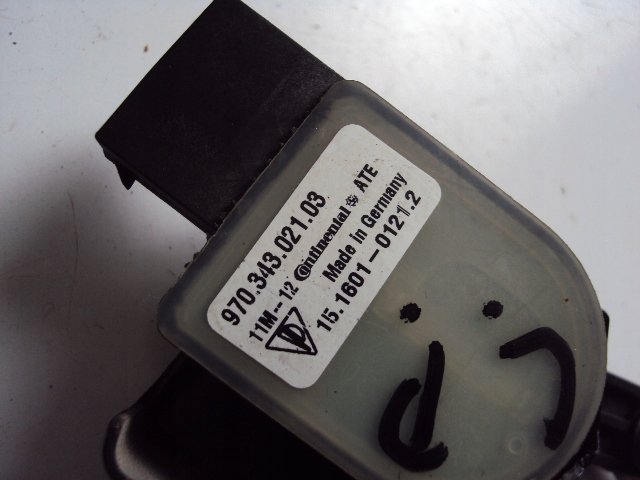 970.343.021.03
11M-12 Continental ATE
Made in Germany
15.1601-0121.2